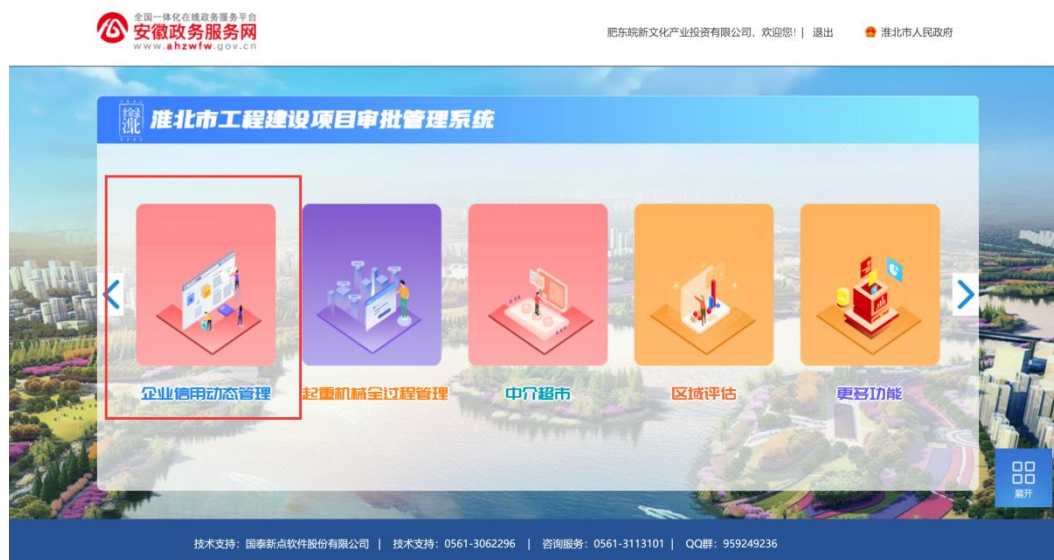 全国一体化在线政务服务平台
安徽政务服务网
www.ahzwfw.gov.cn
肥东皖新文化产业投资有限公司，欢迎您！| 退出 淮北市人民政府
淮北市工程建设项目审批管理系统
企业信用动态管理 起重机械全过程管理 中介超市 区域评估 更多功能
展开
技术支持：国泰新点软件股份有限公司 | 技术支持：0561-3062296 | 咨询服务：0561-3113101 | QQ群：959249236